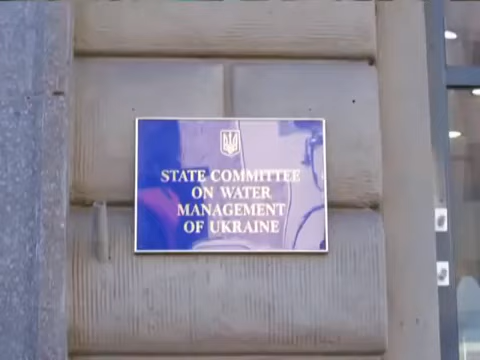 STATE COMMITTEE
ON WATER
MANAGEMENT
OF UKRAINE